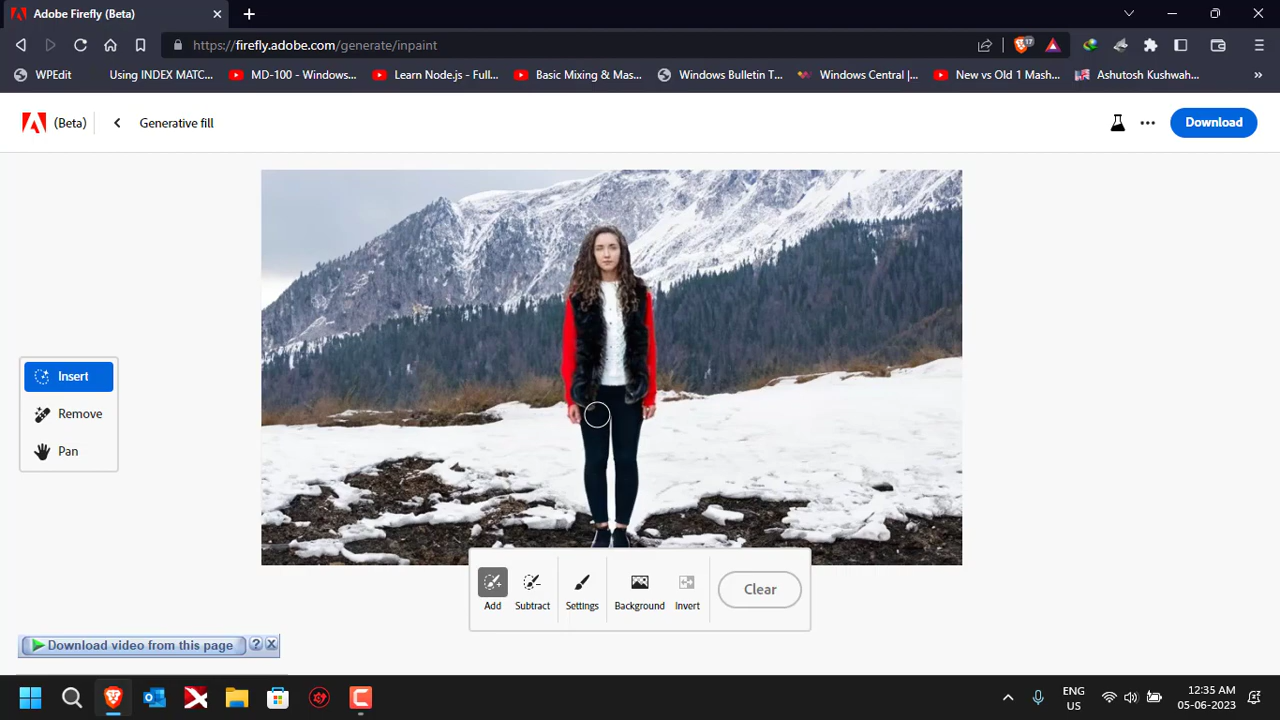 Adobe Firefly (Beta)
https://firefly.adobe.com/generate/inpaint
17
WPEdit
Using INDEX MATC...
MD-100 - Windows...
Learn Node.js - Full...
Basic Mixing & Mas...
Windows Bulletin T...
Windows Central |...
New vs Old 1 Mash...
Ashutosh Kushwah...
»
(Beta)
Generative fill
Download
Insert
Remove
Pan
Add
Subtract
Settings
Background
Invert
Clear
Download video from this page
?
X
ENG
US
12:35 AM
05-06-2023